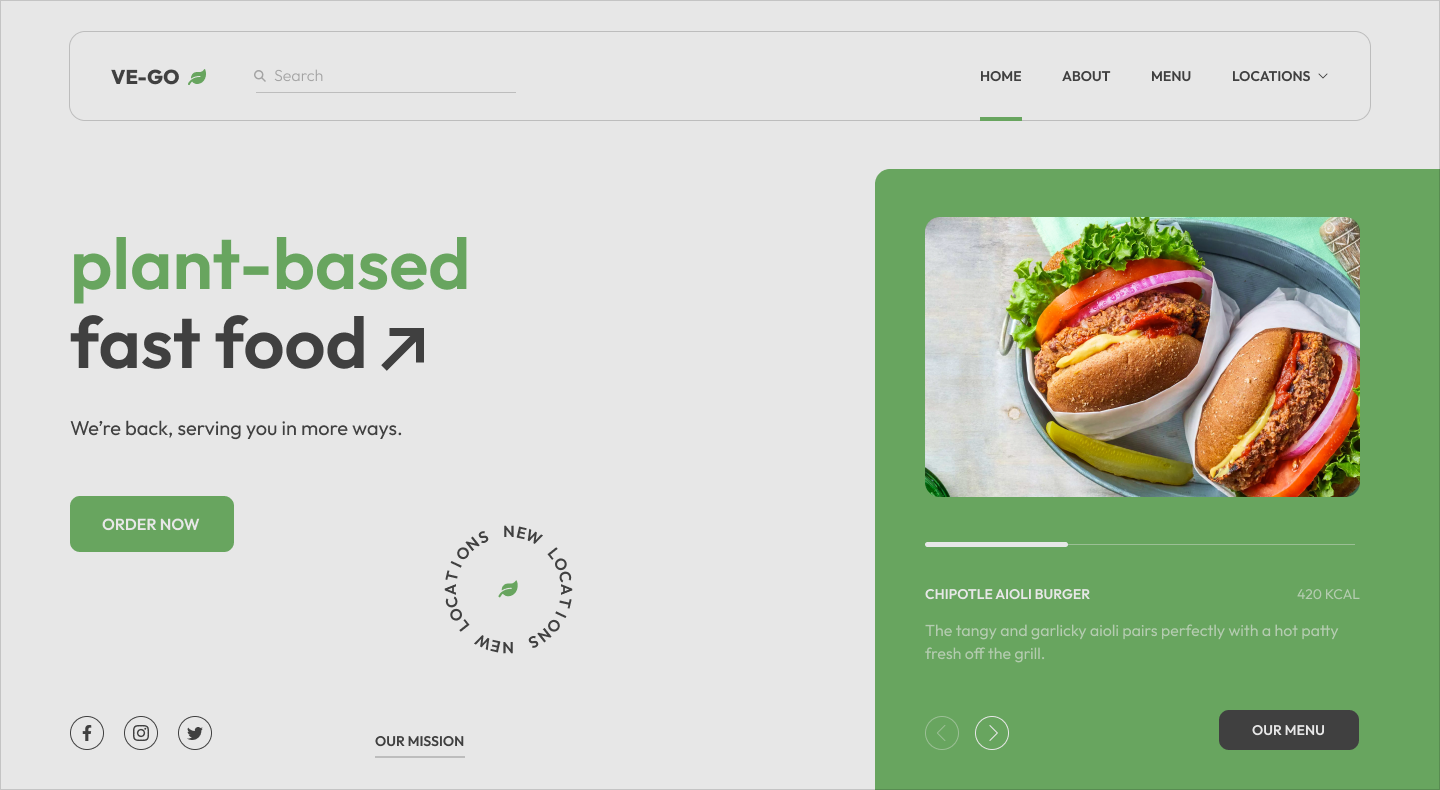 VE-GO
Search
HOME
ABOUT
MENU
LOCATIONS
plant-based
fast food
We’re back, serving you in more ways.
ORDER NOW
NEW LOCATIONS NEW LOCATIONS
OUR MISSION
CHIPOTLE AIOLI BURGER
420 KCAL
The tangy and garlicky aioli pairs perfectly with a hot patty
fresh off the grill.
OUR MENU